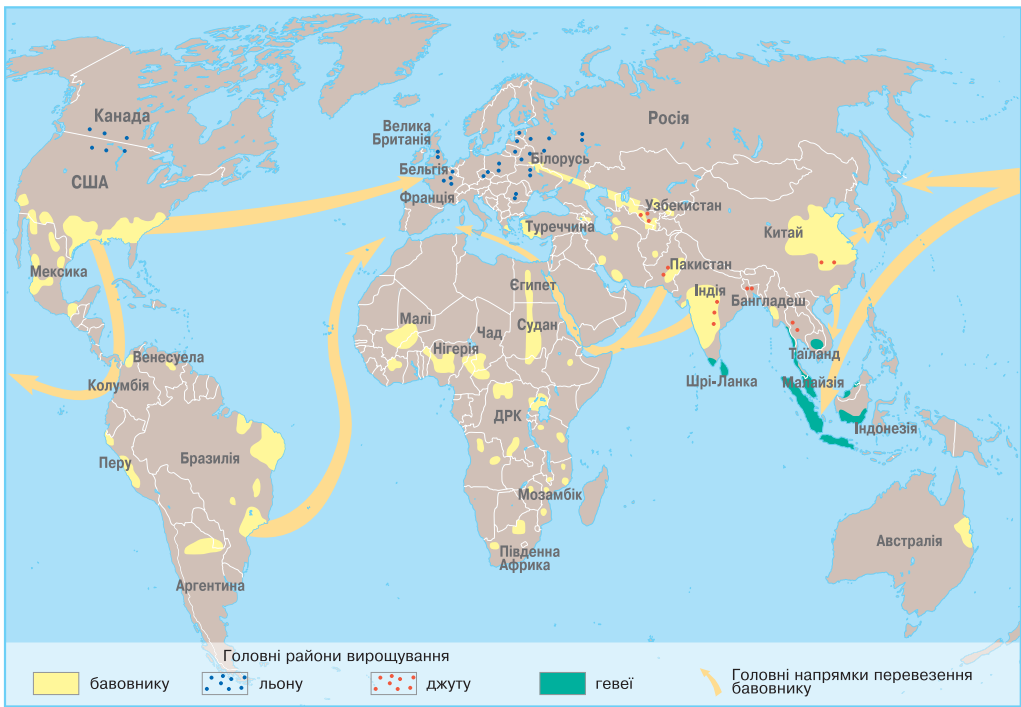 Канада
США
Мексика
Велика
Британія
Бельгія
Франція
Росія
Білорусь
Узбекистан
Туреччина
Китай
Пакистан
Індія
Бангладеш
Єгипет
Малі
Чад
Судан
Нігерія
Венесуела
Колумбія
Таїланд
Шрі-Ланка
Малайзія
Індонезія
ДРК
Перу
Бразилія
Мозамбік
Південна
Африка
Австралія
Аргентина
Головні райони вирощування
бавовнику
льону
джуту
гевеї
Головні напрямки перевезення
бавовнику